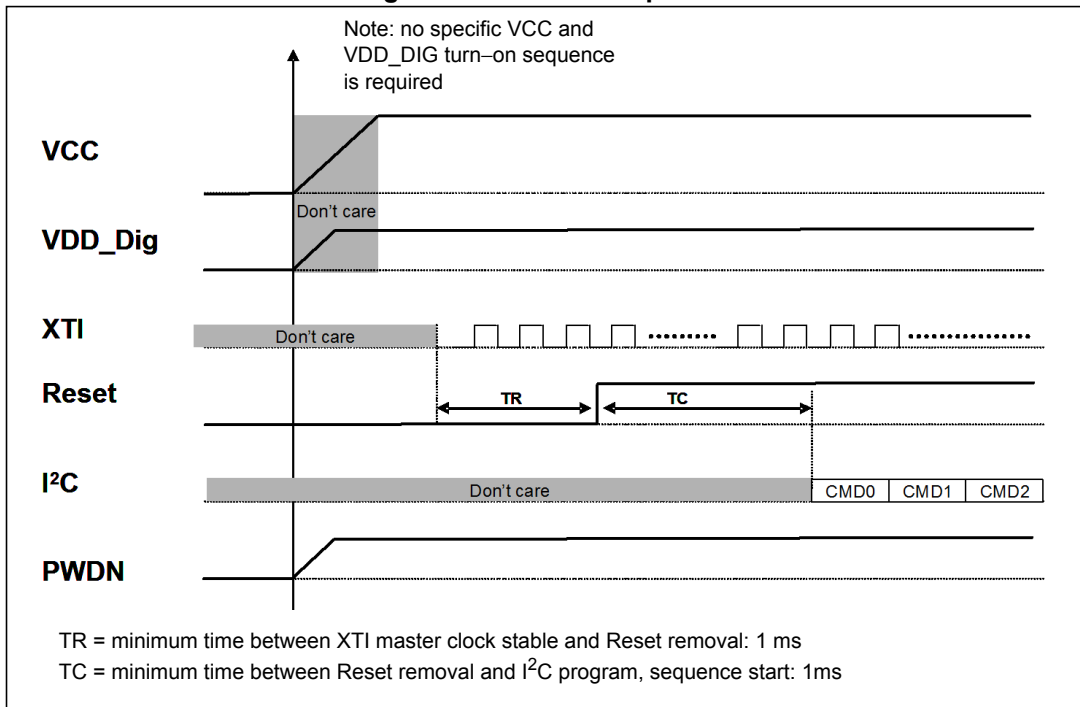 Note: no specific VCC and
VDD_DIG turn–on sequence
is required
VCC
Don't care
VDD_Dig
XTI
Don't care
Reset
TR
TC
I²C
Don't care
CMD0 CMD1 CMD2
PWDN
TR = minimum time between XTI master clock stable and Reset removal: 1 ms
TC = minimum time between Reset removal and I²C program, sequence start: 1ms